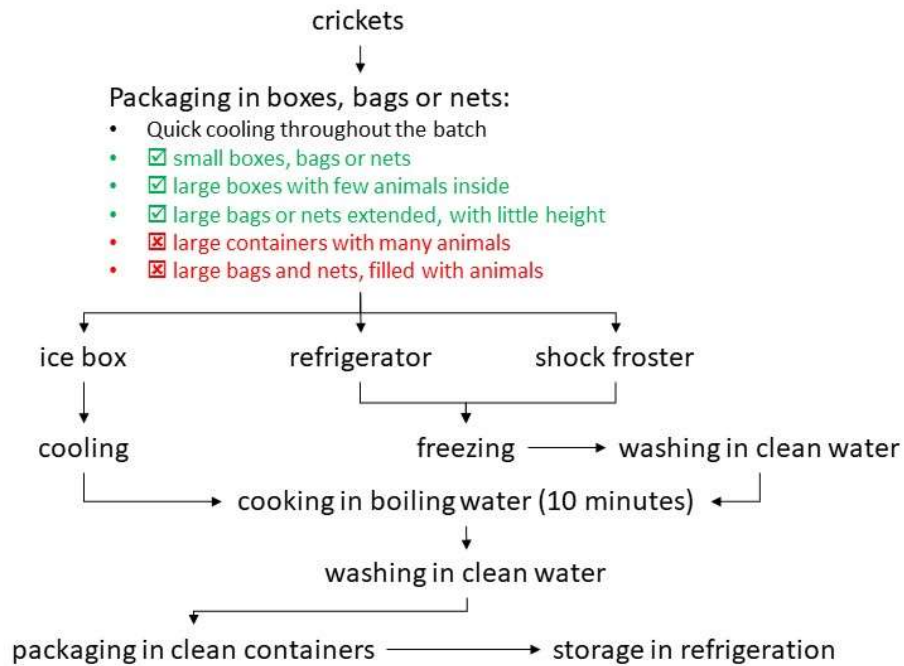 crickets
Packaging in boxes, bags or nets:
• Quick cooling throughout the batch
• ☑ small boxes, bags or nets
• ☑ large boxes with few animals inside
• ☑ large bags or nets extended, with little height
• ☒ large containers with many animals
• ☒ large bags and nets, filled with animals
ice box
refrigerator
shock froster
cooling
freezing
washing in clean water
cooking in boiling water (10 minutes)
washing in clean water
packaging in clean containers
storage in refrigeration